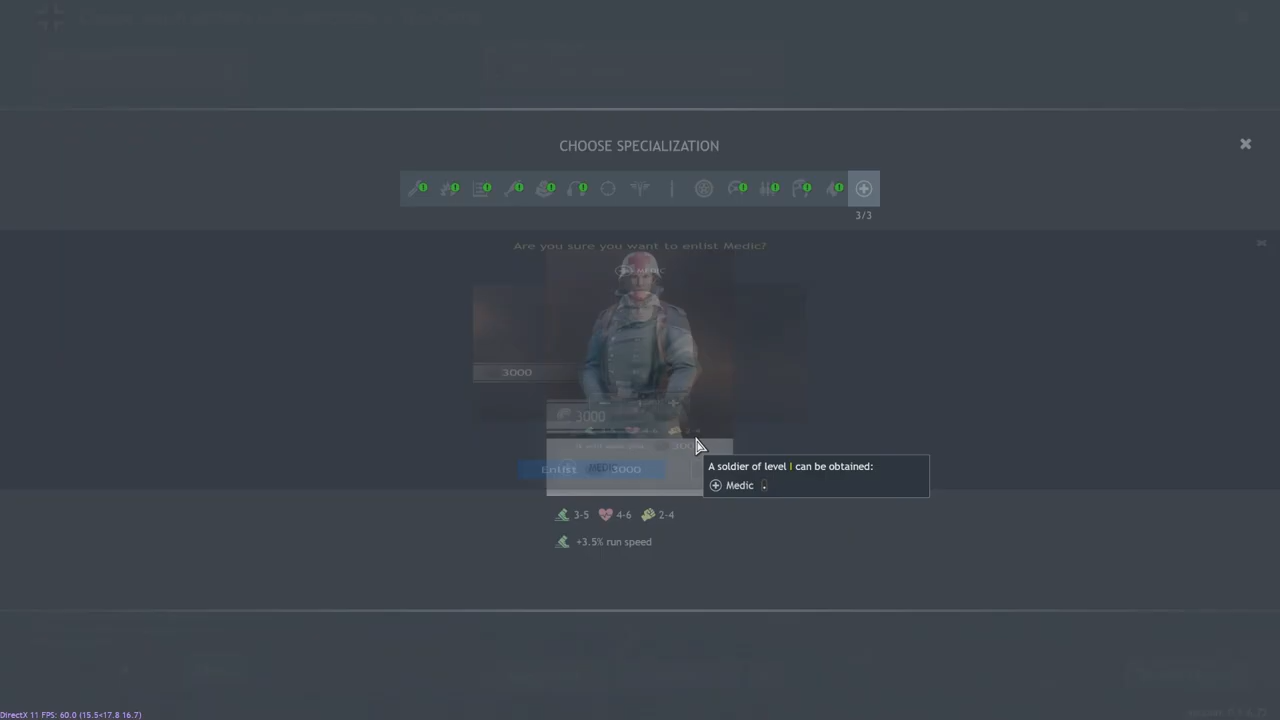 CHOOSE SPECIALIZATION
3/3
Are you sure you want to enlist Medic?
MEDIC
3000
3000
Enlist
MEDIC
3000
A soldier of level I can be obtained:
Medic
3-5 4-6 2-4
+3.5% run speed
DirectX 11 FPS: 60.0 (15.5<17.8 16.7)